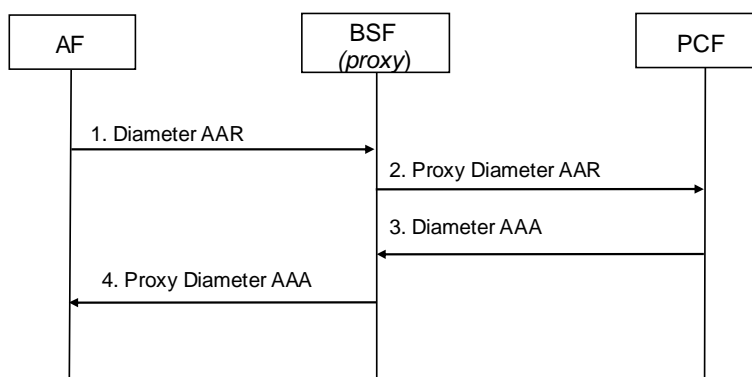 AF
BSF
(proxy)
PCF
1. Diameter AAR
2. Proxy Diameter AAR
3. Diameter AAA
4. Proxy Diameter AAA